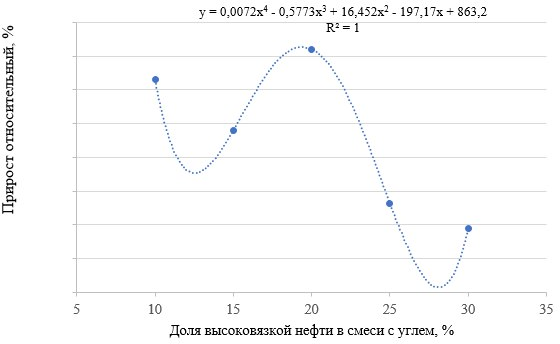 y = 0,0072x⁴ - 0,5773x³ + 16,452x² - 197,17x + 863,2
R² = 1
Прирост относительный, %
5 10 15 20 25 30 35
Доля высоковязкой нефти в смеси с углем, %